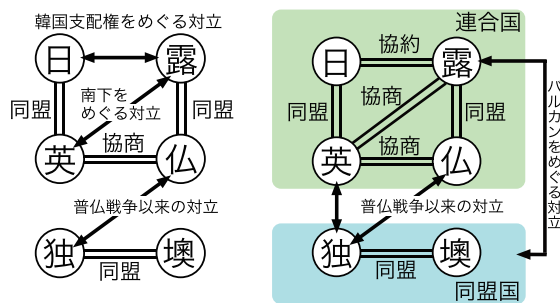 韓国支配権をめぐる対立
日
露
同盟
南下を
めぐる対立
同盟
協商
英
仏
普仏戦争以来の対立
独
墺
同盟
連合国
日
協約
露
同盟
協商
同盟
協商
英
仏
普仏戦争以来の対立
独
墺
同盟
同盟国
バルカンをめぐる対立